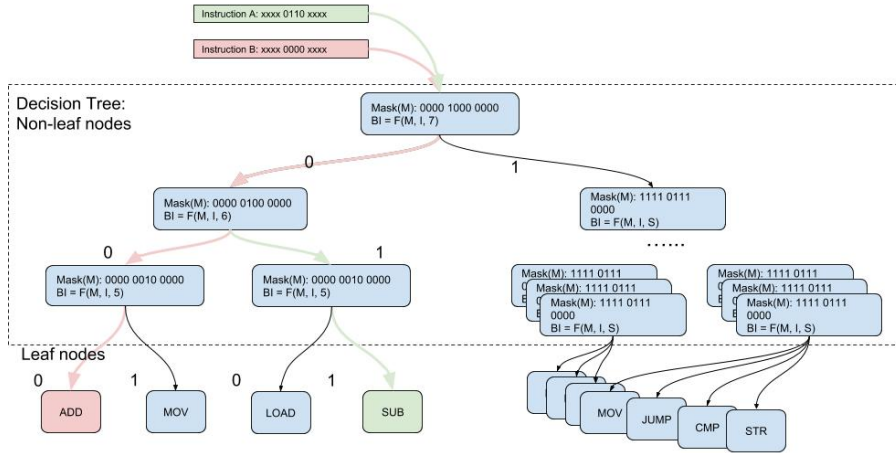 Instruction A: xxxx 0110 xxxx
Instruction B: xxxx 0000 xxxx
Decision Tree:
Non-leaf nodes
Mask(M): 0000 1000 0000
BI = F(M, I, 7)
0
1
Mask(M): 0000 0100 0000
BI = F(M, I, 6)
Mask(M): 1111 0111
0000
BI = F(M, I, S)
......
0
1
Mask(M): 0000 0010 0000
BI = F(M, I, 5)
Mask(M): 0000 0010 0000
BI = F(M, I, 5)
Mask(M): 1111 0111
Mask(M): 1111 0111
Mask(M): 1111 0111
0000
BI = F(M, I, S)
Mask(M): 1111 0111
Mask(M): 1111 0111
Mask(M): 1111 0111
0000
BI = F(M, I, S)
Leaf nodes
0
1
0
1
ADD
MOV
LOAD
SUB
MOV
JUMP
CMP
STR